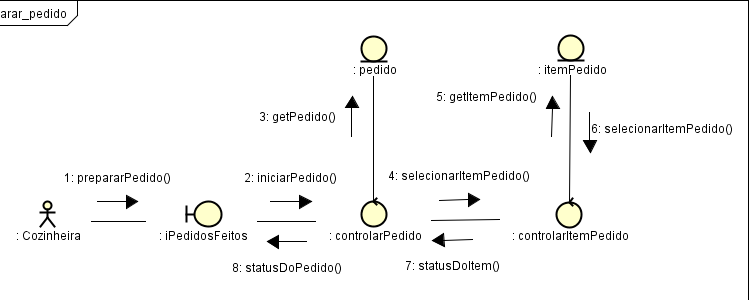 arar_pedido
: pedido
: itemPedido
3: getPedido()
5: getItemPedido()
6: selecionarItemPedido()
1: prepararPedido()
2: iniciarPedido()
4: selecionarItemPedido()
: Cozinheira
: iPedidosFeitos
: controlarPedido
: controlarItemPedido
8: statusDoPedido()
7: statusDoItem()